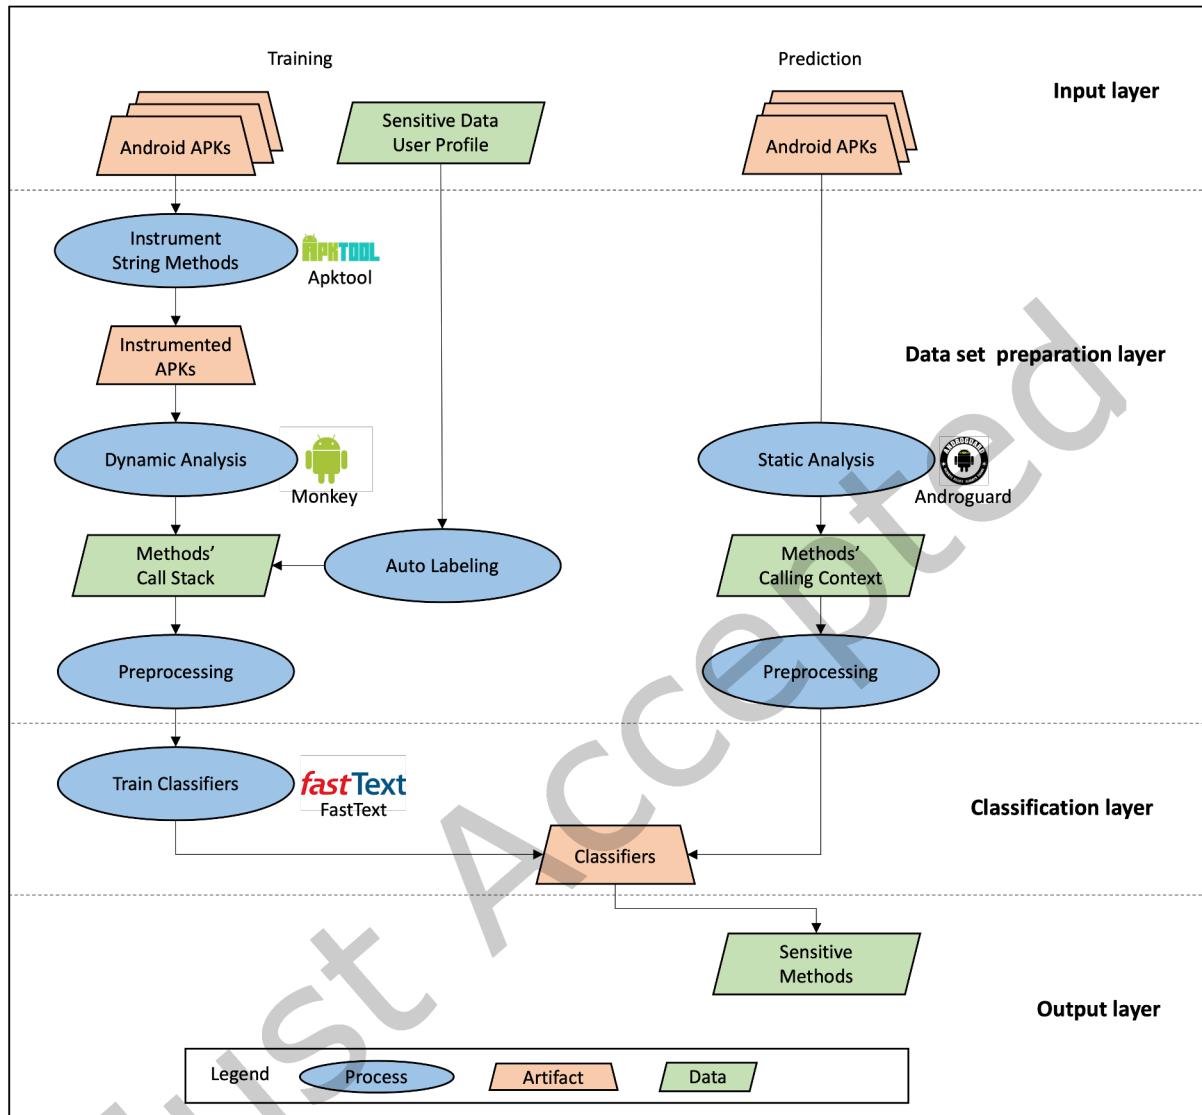 Training
Prediction
Input layer
Android APKs
Sensitive Data
User Profile
Android APKs
Instrument
String Methods
APKTOOL
Apktool
Instrumented
APKs
Data set preparation layer
Dynamic Analysis
Monkey
Static Analysis
ANDROGUARD
Androguard
Methods'
Call Stack
Auto Labeling
Methods'
Calling Context
Preprocessing
Preprocessing
Train Classifiers
fastText
FastText
Classification layer
Classifiers
Sensitive
Methods
Output layer
Legend
Process
Artifact
Data
Just Accepted